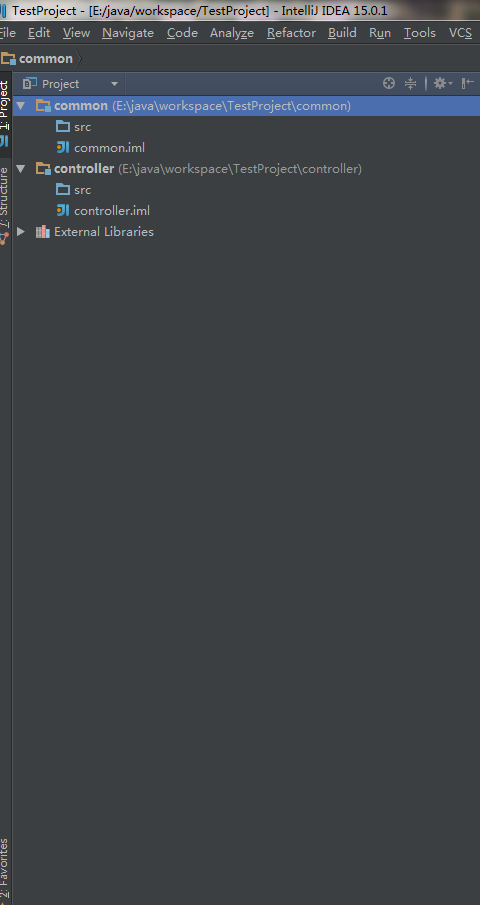 TestProject - [E:/java/workspace/TestProject] - IntelliJ IDEA 15.0.1
File Edit View Navigate Code Analyze Refactor Build Run Tools VCS
common
1: Project
Project
common (E:\java\workspace\TestProject\common)
src
common.iml
controller (E:\java\workspace\TestProject\controller)
src
controller.iml
External Libraries
7: Structure
2: Favorites